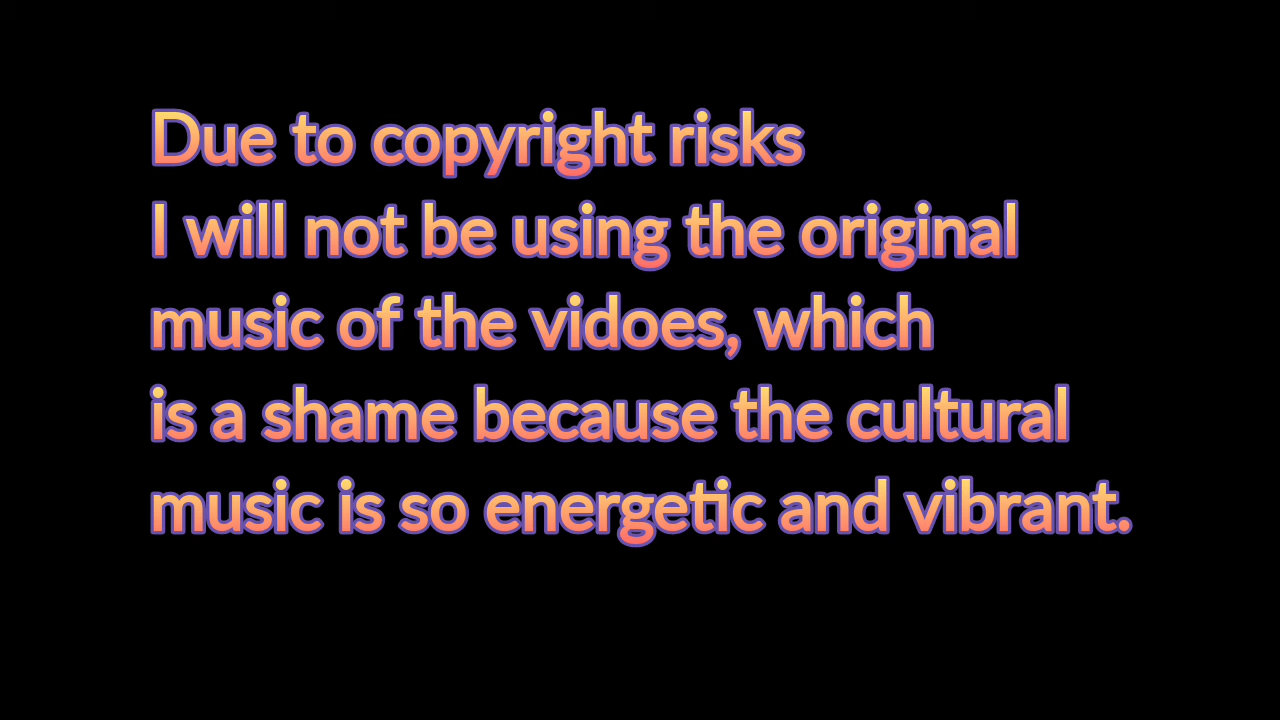 Due to copyright risks
I will not be using the original
music of the vidoes, which
is a shame because the cultural
music is so energetic and vibrant.